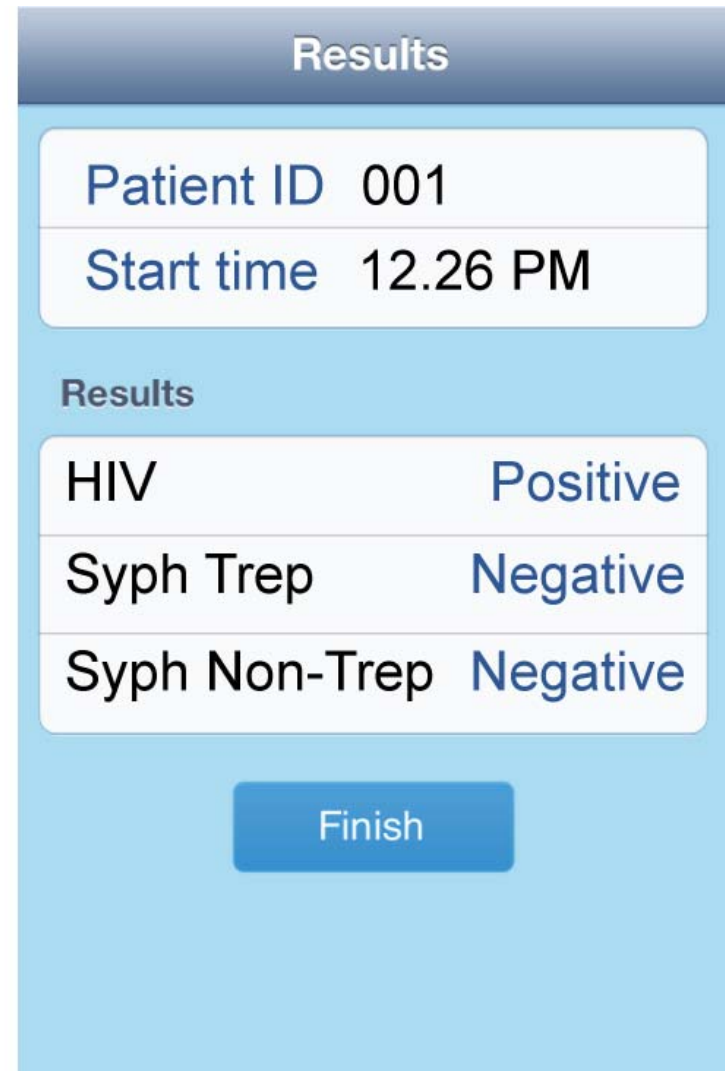 Results
Patient ID 001
Start time 12.26 PM
Results
HIV Positive
Syph Trep Negative
Syph Non-Trep Negative
Finish